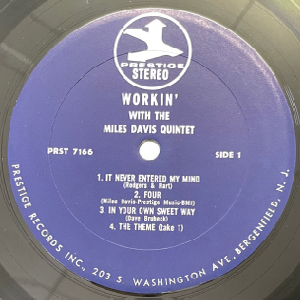 PRESTIGE
STEREO
WORKIN'
WITH THE
MILES DAVIS QUINTET
PRST 7166
SIDE 1
1. IT NEVER ENTERED MY MIND
(Rodgers & Hart)
2. FOUR
(Miles Davis-Prestige Music-BMI)
3. IN YOUR OWN SWEET WAY
(Dave Brubeck)
4. THE THEME (take 1)
PRESTIGE RECORDS INC., 203 S. WASHINGTON AVE. BERGENFIELD, N. J.